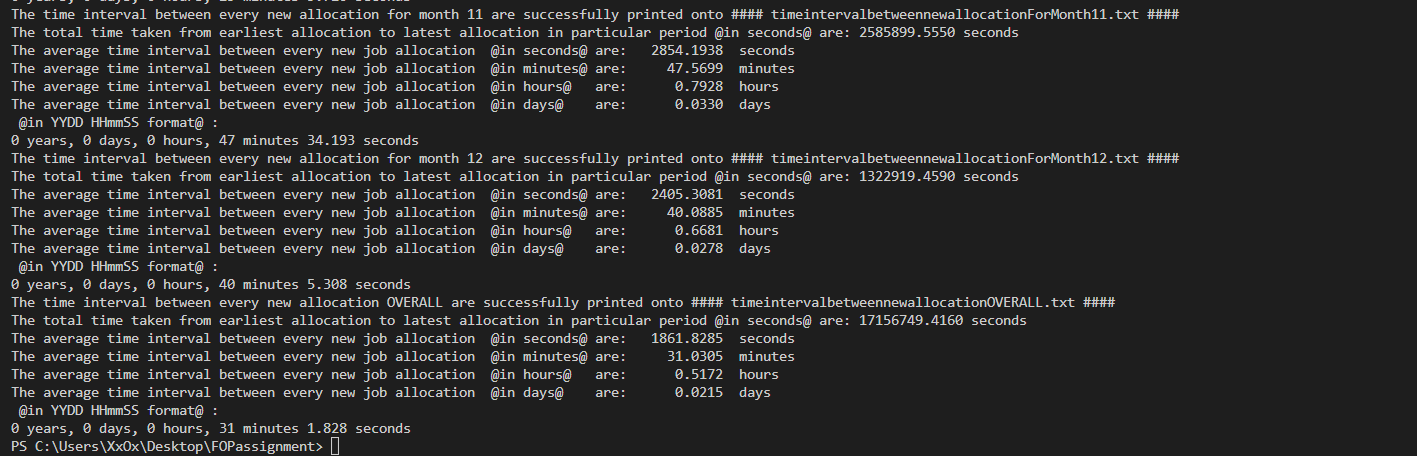 The time interval between every new allocation for month 11 are successfully printed onto #### timeintervalbetweennewallocationForMonth11.txt ####
The total time taken from earliest allocation to latest allocation in particular period @in seconds@ are: 2585899.5550 seconds
The average time interval between every new job allocation  @in seconds@ are:   2854.1938  seconds
The average time interval between every new job allocation  @in minutes@ are:     47.5699  minutes
The average time interval between every new job allocation  @in hours@   are:      0.7928  hours
The average time interval between every new job allocation  @in days@    are:      0.0330  days
 @in YYDD HHmmSS format@ :
0 years, 0 days, 0 hours, 47 minutes 34.193 seconds
The time interval between every new allocation for month 12 are successfully printed onto #### timeintervalbetweennewallocationForMonth12.txt ####
The total time taken from earliest allocation to latest allocation in particular period @in seconds@ are: 1322919.4590 seconds
The average time interval between every new job allocation  @in seconds@ are:   2405.3081  seconds
The average time interval between every new job allocation  @in minutes@ are:     40.0885  minutes
The average time interval between every new job allocation  @in hours@   are:      0.6681  hours
The average time interval between every new job allocation  @in days@    are:      0.0278  days
 @in YYDD HHmmSS format@ :
0 years, 0 days, 0 hours, 40 minutes 5.308 seconds
The time interval between every new allocation OVERALL are successfully printed onto #### timeintervalbetweennewallocationOVERALL.txt ####
The total time taken from earliest allocation to latest allocation in particular period @in seconds@ are: 17156749.4160 seconds
The average time interval between every new job allocation  @in seconds@ are:   1861.8285  seconds
The average time interval between every new job allocation  @in minutes@ are:     31.0305  minutes
The average time interval between every new job allocation  @in hours@   are:      0.5172  hours
The average time interval between every new job allocation  @in days@    are:      0.0215  days
 @in YYDD HHmmSS format@ :
0 years, 0 days, 0 hours, 31 minutes 1.828 seconds
PS C:\Users\XxOx\Desktop\FOPassignment>